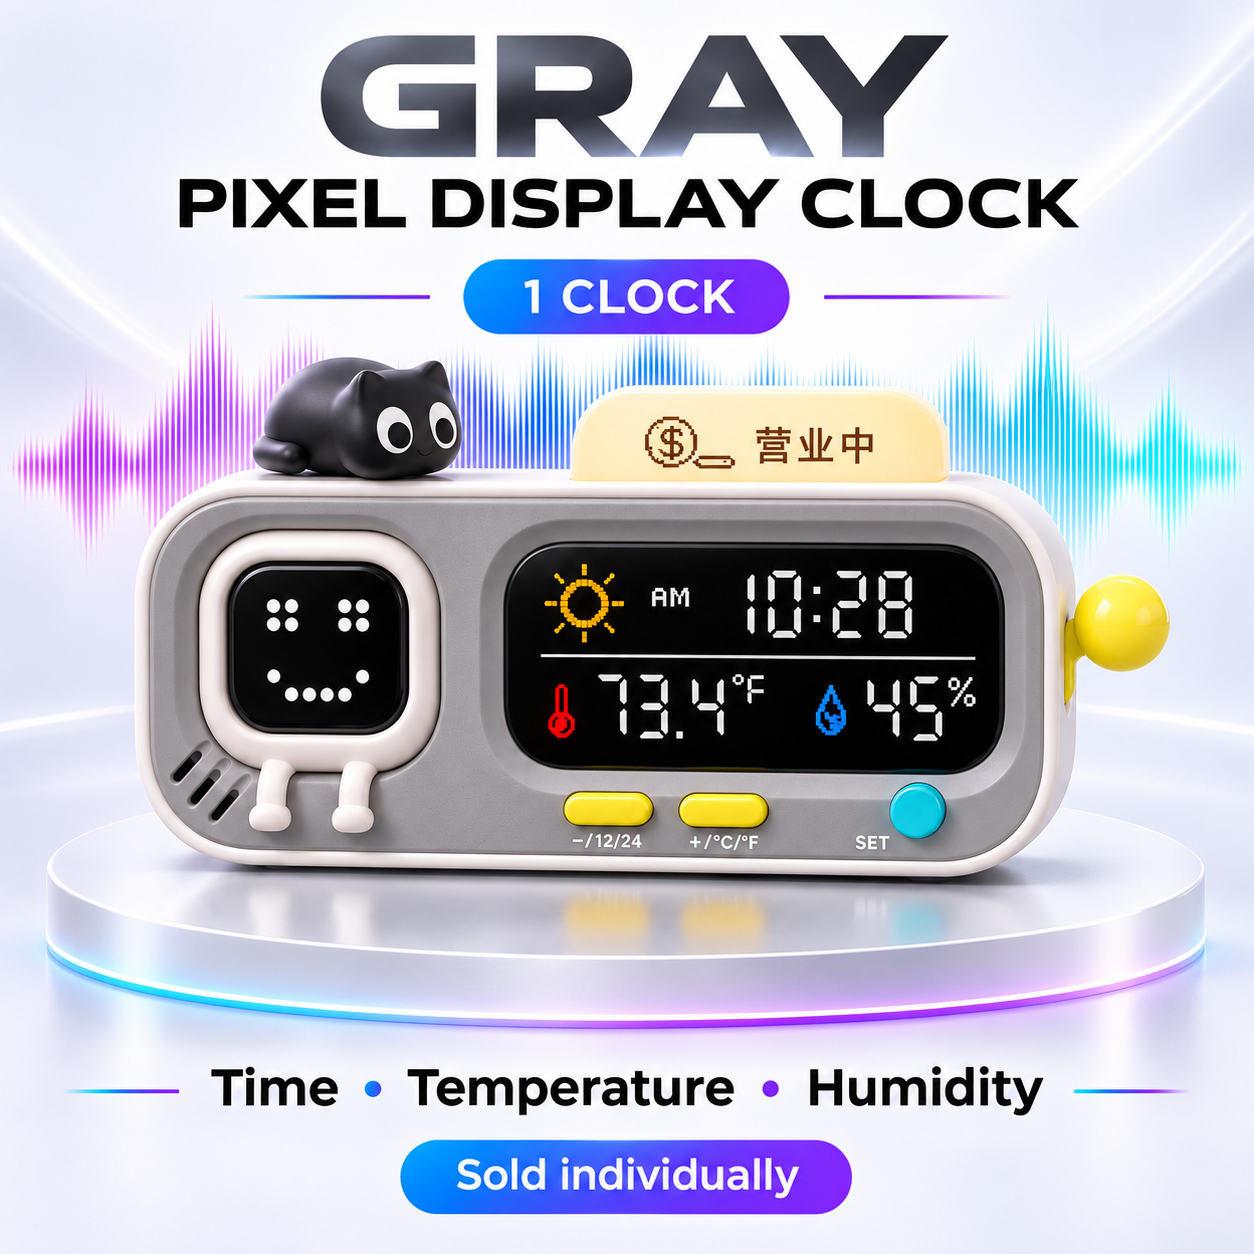 GRAY
PIXEL DISPLAY CLOCK
1 CLOCK
$ 营业中
AM 10:28
73.4°F 45%
−/12/24 +/°C/°F SET
Time • Temperature • Humidity
Sold individually